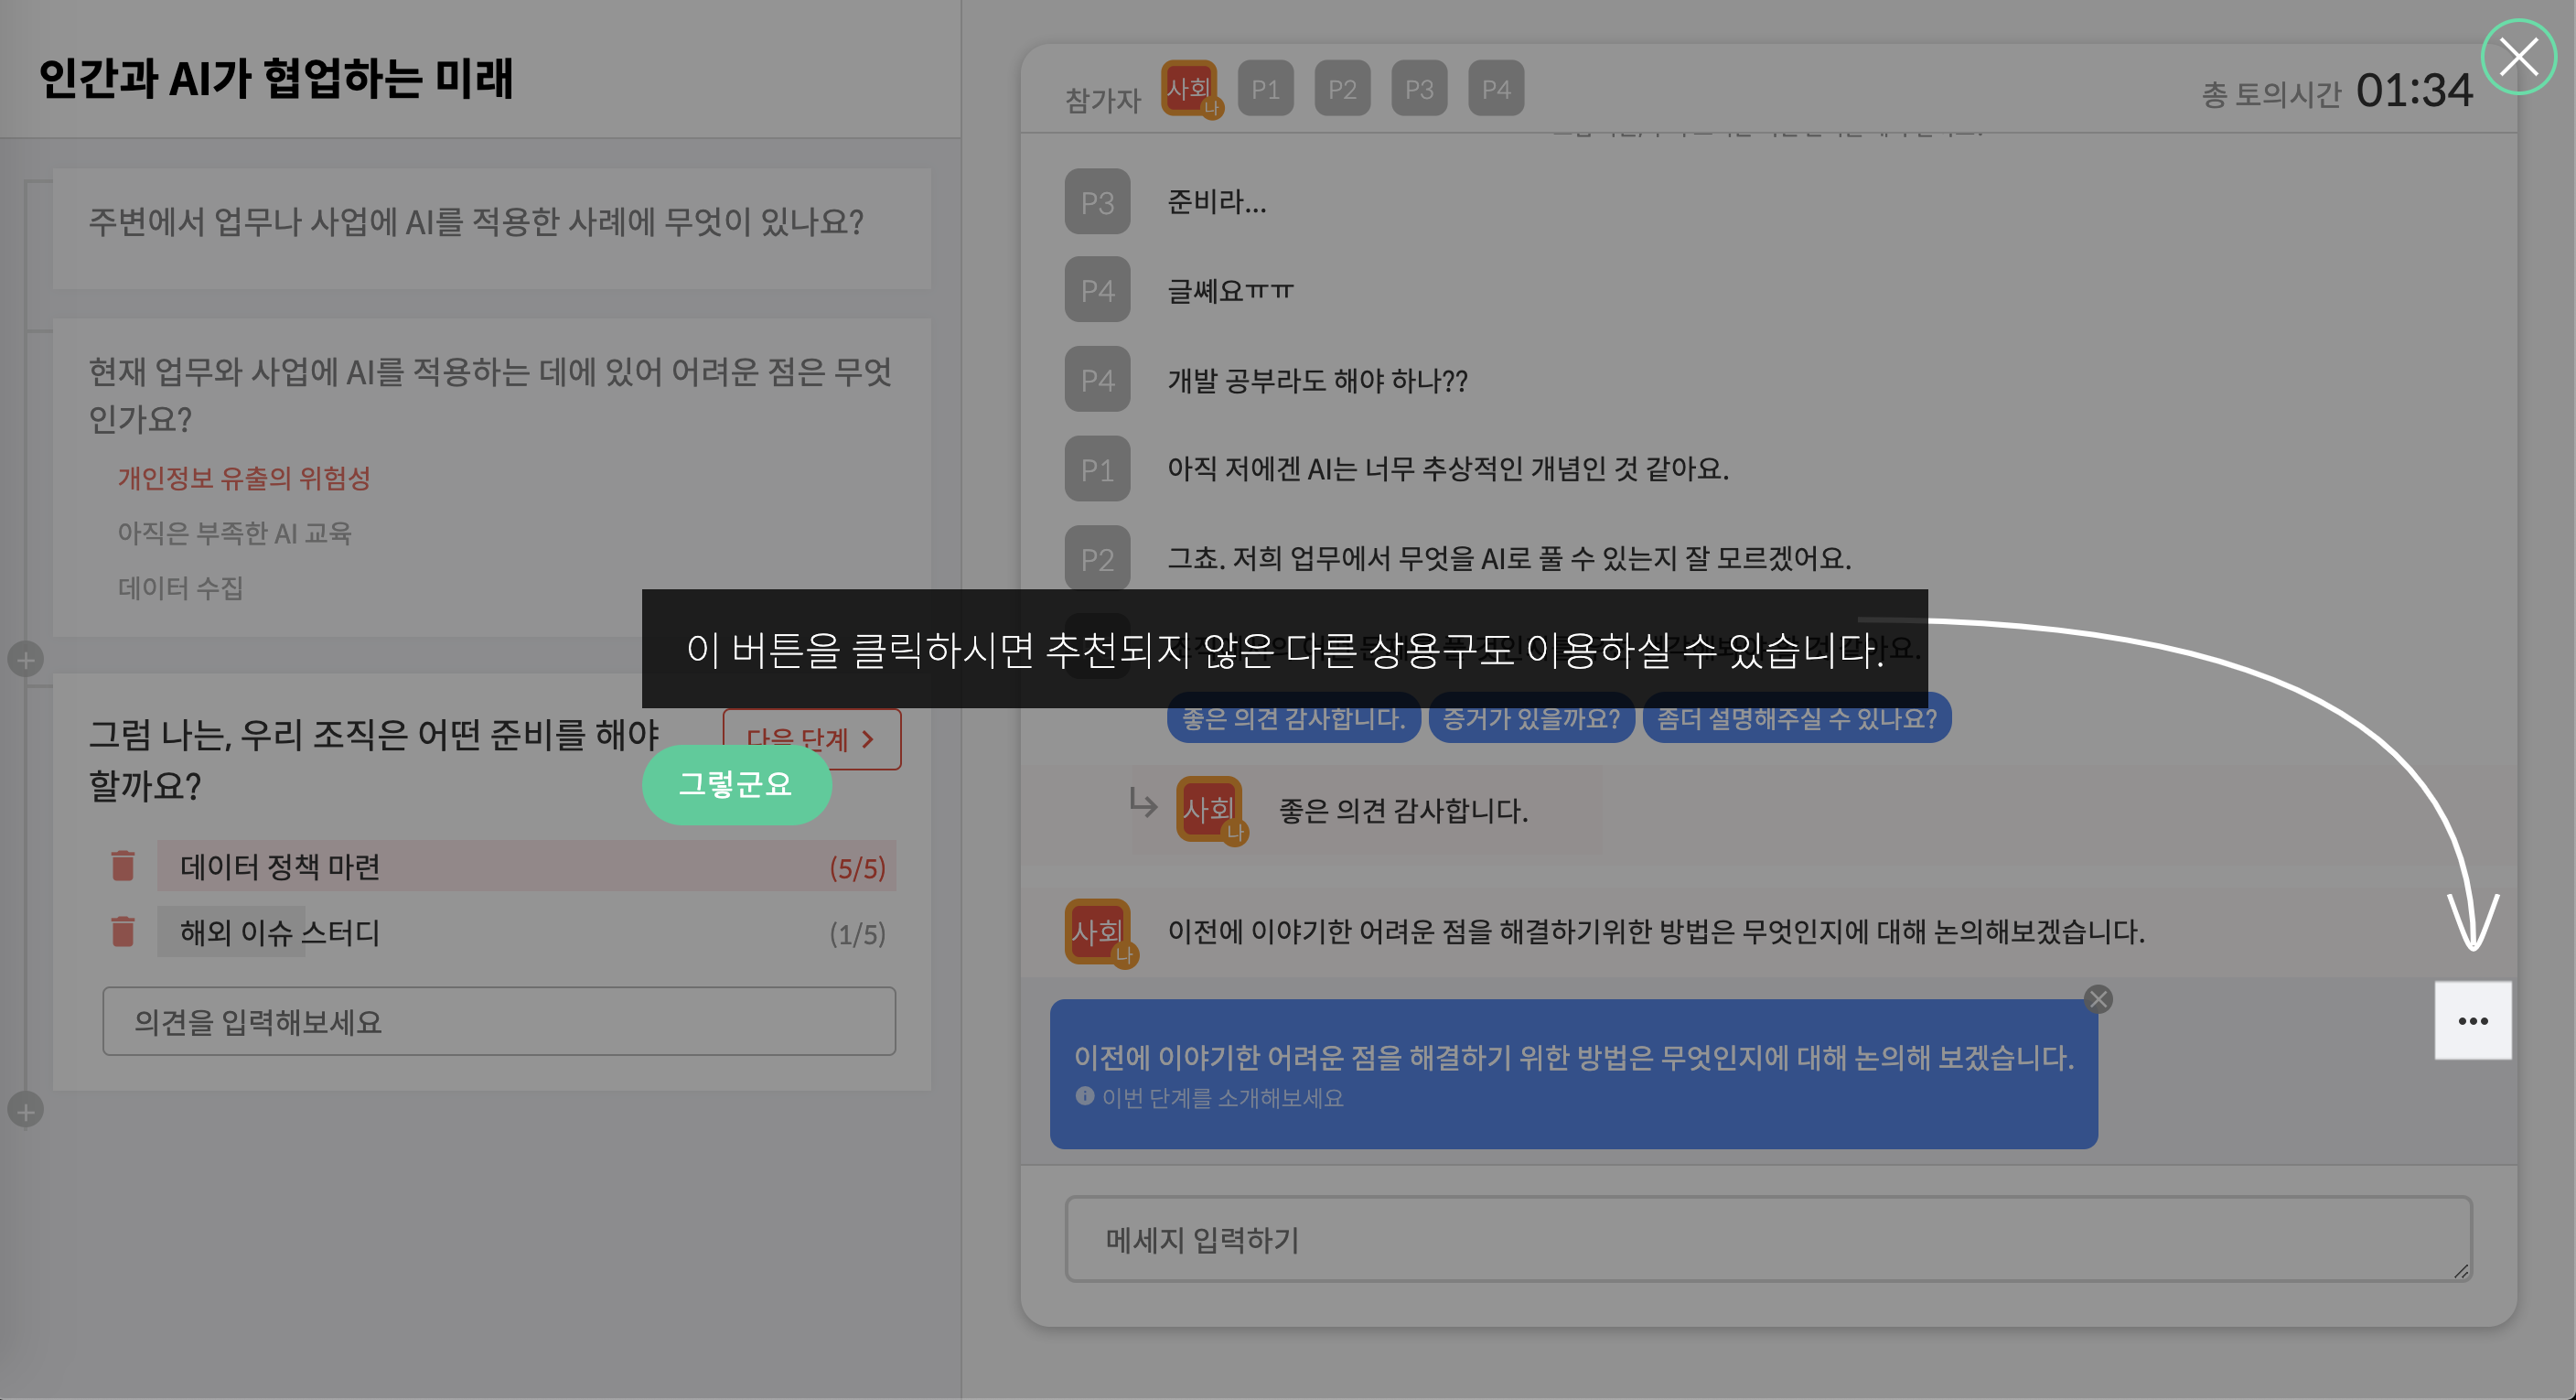 인간과 AI가 협업하는 미래
주변에서 업무나 사업에 AI를 적용한 사례에 무엇이 있나요?
현재 업무와 사업에 AI를 적용하는 데에 있어 어려운 점은 무엇
인가요?
개인정보 유출의 위험성
아직은 부족한 AI 교육
데이터 수집
그럼 나는, 우리 조직은 어떤 준비를 해야
할까요?
다음 단계
그렇군요
데이터 정책 마련 (5/5)
해외 이슈 스터디 (1/5)
의견을 입력해보세요
참가자 사회 나 P1 P2 P3 P4
총 토의시간 01:34
P3 준비라...
P4 글쎼요ㅠㅠ
P4 개발 공부라도 해야 하나??
P1 아직 저에겐 AI는 너무 추상적인 개념인 것 같아요.
P2 그쵸. 저희 업무에서 무엇을 AI로 풀 수 있는지 잘 모르겠어요.
이 버튼을 클릭하시면 추천되지 않은 다른 상용구도 이용하실 수 있습니다.
좋은 의견 감사합니다. 증거가 있을까요? 좀더 설명해주실 수 있나요?
사회 나 좋은 의견 감사합니다.
사회 나 이전에 이야기한 어려운 점을 해결하기위한 방법은 무엇인지에 대해 논의해보겠습니다.
이전에 이야기한 어려운 점을 해결하기 위한 방법은 무엇인지에 대해 논의해 보겠습니다.
이번 단계를 소개해보세요
메세지 입력하기